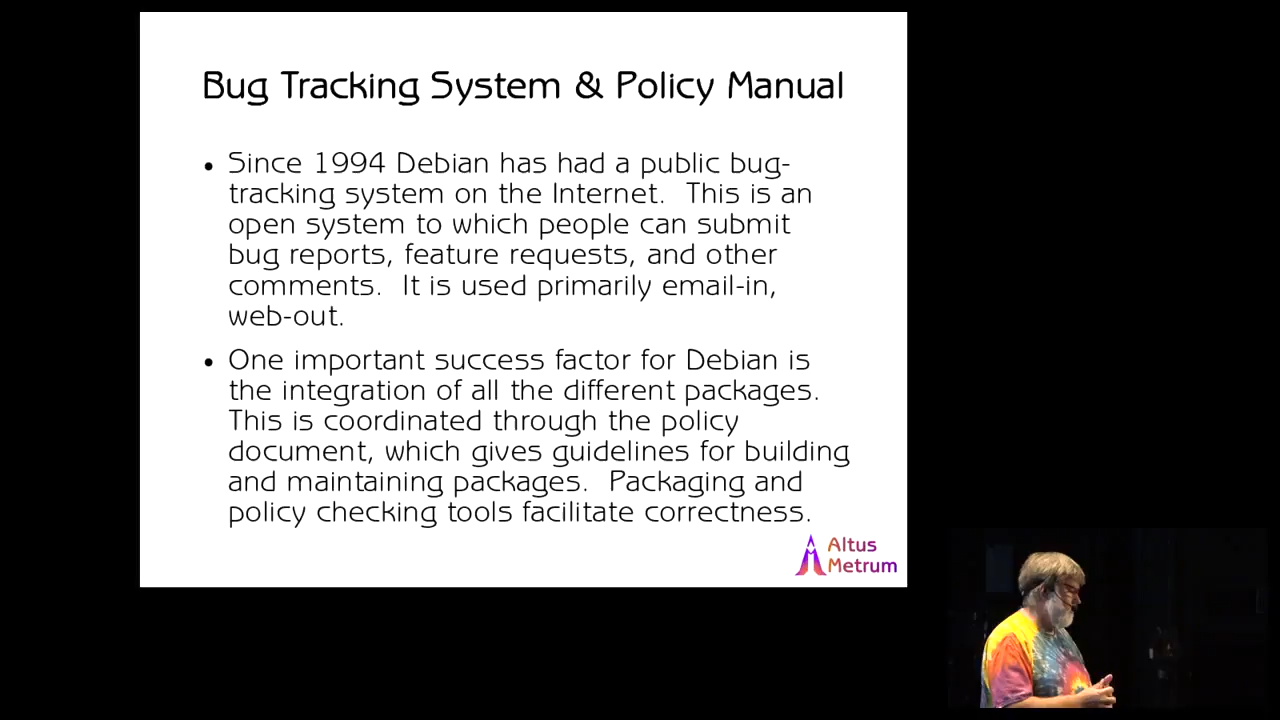 Bug Tracking System & Policy Manual
• Since 1994 Debian has had a public bug-
tracking system on the Internet.  This is an
open system to which people can submit
bug reports, feature requests, and other
comments.  It is used primarily email-in,
web-out.
• One important success factor for Debian is
the integration of all the different packages.
This is coordinated through the policy
document, which gives guidelines for building
and maintaining packages.  Packaging and
policy checking tools facilitate correctness.
Altus
Metrum